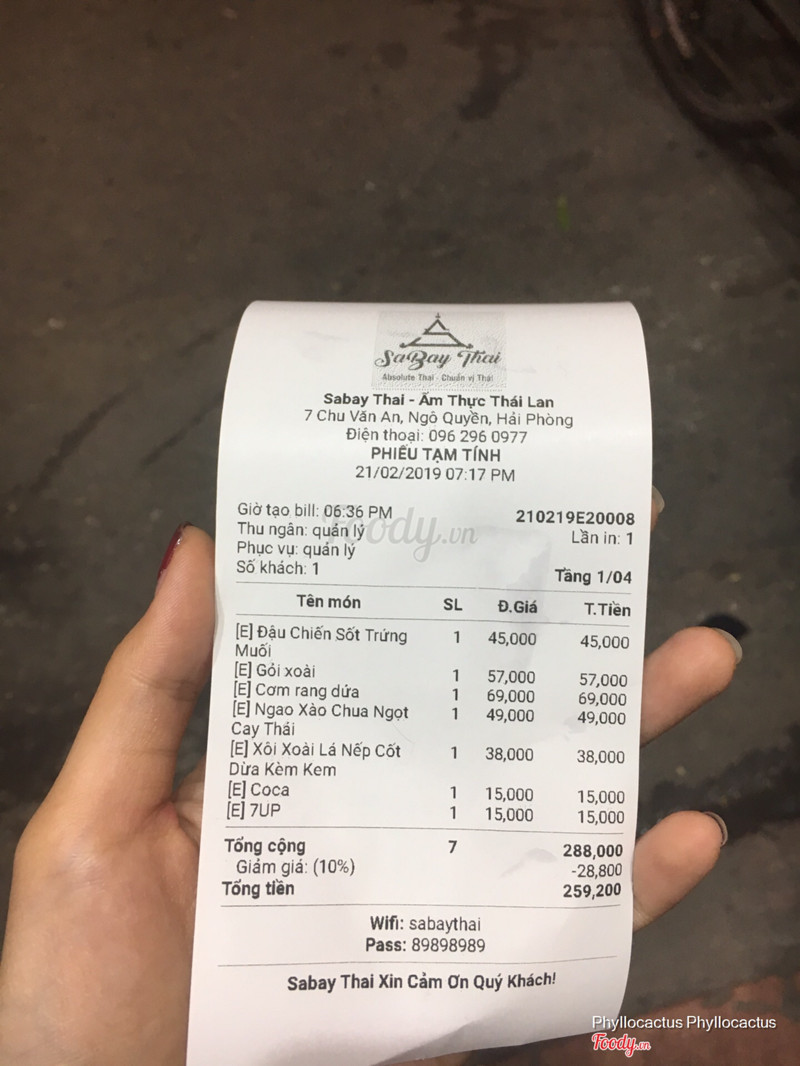 SaBay Thai
Absolute Thai - Chuẩn vị Thái
Sabay Thai - Ẩm Thực Thái Lan
7 Chu Văn An, Ngô Quyền, Hải Phòng
Điện thoại: 096 296 0977
PHIẾU TẠM TÍNH
21/02/2019 07:17 PM
Giờ tạo bill: 06:36 PM
210219E20008
Thu ngân: quản lý
Lần in: 1
Foody.vn
Phục vụ: quản lý
Số khách: 1
Tầng 1/04
Tên món SL Đ.Giá T.Tiền
[E] Đậu Chiến Sốt Trứng 1 45,000 45,000
Muối
[E] Gỏi xoài 1 57,000 57,000
[E] Cơm rang dứa 1 69,000 69,000
[E] Ngao Xào Chua Ngọt 1 49,000 49,000
Cay Thái
[E] Xôi Xoài Lá Nếp Cốt 1 38,000 38,000
Dừa Kèm Kem
[E] Coca 1 15,000 15,000
[E] 7UP 1 15,000 15,000
Tổng cộng 7 288,000
Giảm giá: (10%) -28,800
Tổng tiền 259,200
Wifi: sabaythai
Pass: 89898989
Sabay Thai Xin Cảm Ơn Quý Khách!
Phyllocactus Phyllocactus
Foody.vn